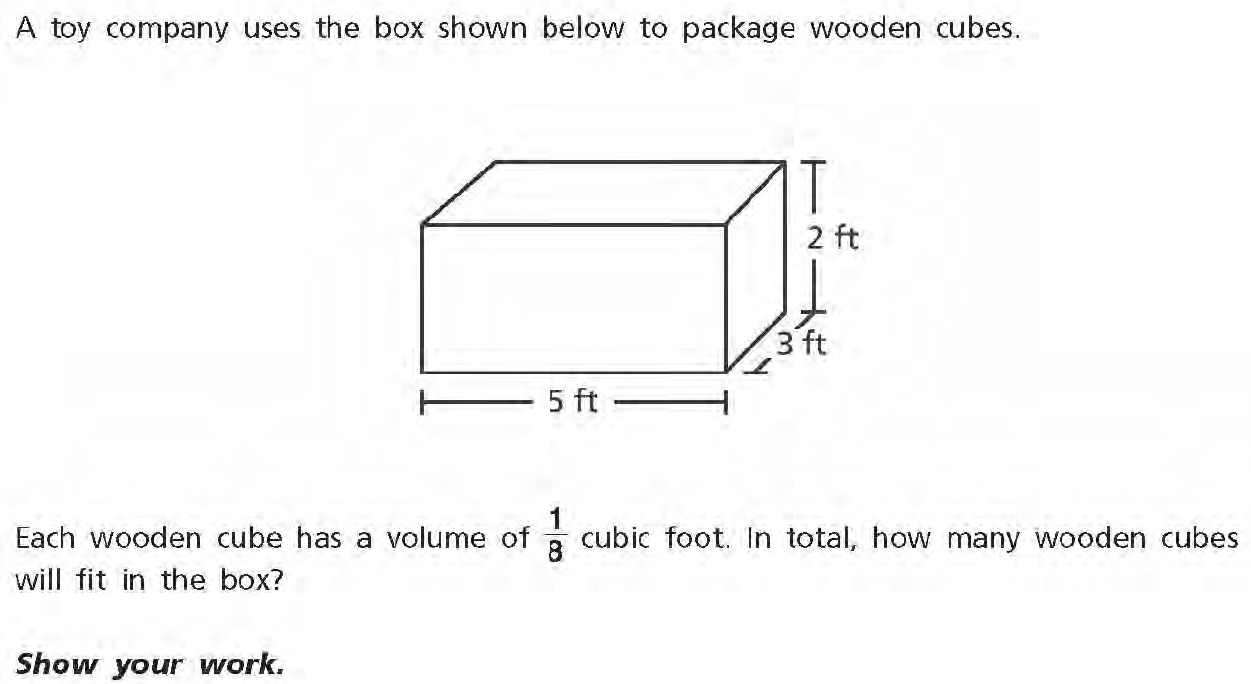 A toy company uses the box shown below to package wooden cubes.
2 ft
3 ft
5 ft
Each wooden cube has a volume of 1/8 cubic foot. In total, how many wooden cubes
will fit in the box?
Show your work.